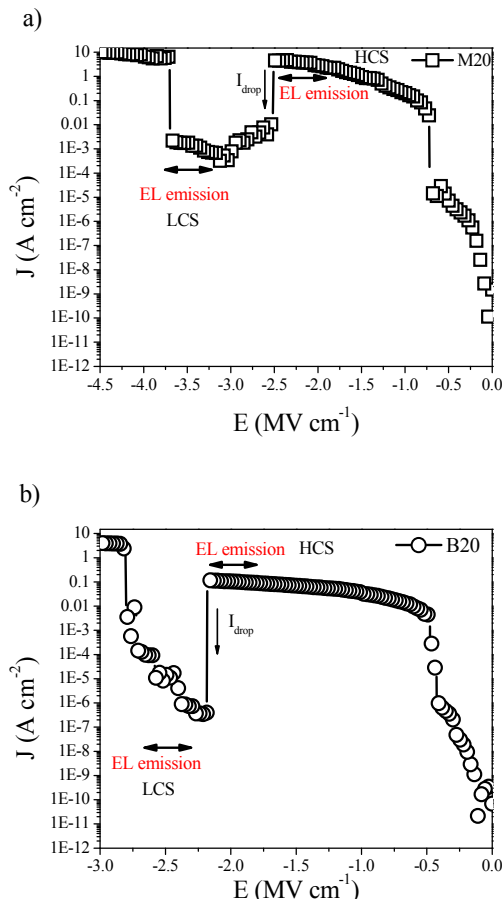 a)
10
1
0.1
0.01
1E-3
1E-4
1E-5
1E-6
1E-7
1E-8
1E-9
1E-10
1E-11
1E-12
J (A cm⁻²)
HCS
M20
I_drop
EL emission
EL emission
LCS
-4.5 -4.0 -3.5 -3.0 -2.5 -2.0 -1.5 -1.0 -0.5 0.0
E (MV cm⁻¹)
b)
10
1
0.1
0.01
1E-3
1E-4
1E-5
1E-6
1E-7
1E-8
1E-9
1E-10
1E-11
1E-12
J (A cm⁻²)
EL emission HCS
B20
I_drop
EL emission
LCS
-3.0 -2.5 -2.0 -1.5 -1.0 -0.5 0.0
E (MV cm⁻¹)